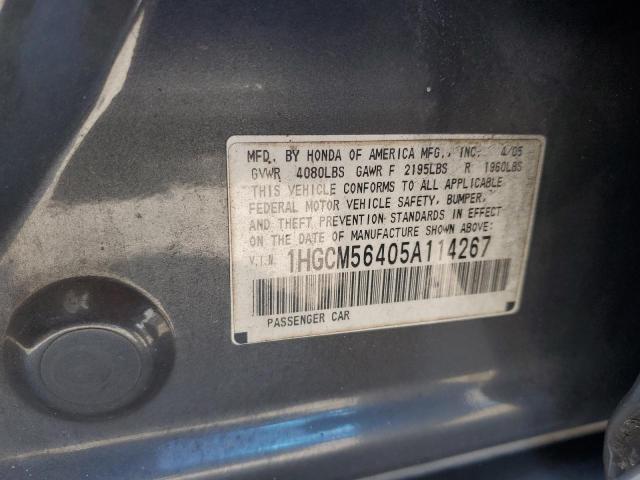 MFD. BY HONDA OF AMERICA MFG., INC. 4/05
GVWR 4080LBS GAWR F 2195LBS R 1960LBS
THIS VEHICLE CONFORMS TO ALL APPLICABLE
FEDERAL MOTOR VEHICLE SAFETY, BUMPER,
AND THEFT PREVENTION STANDARDS IN EFFECT
ON THE DATE OF MANUFACTURE SHOWN ABOVE.
V.I.N. 1HGCM56405A114267
PASSENGER CAR